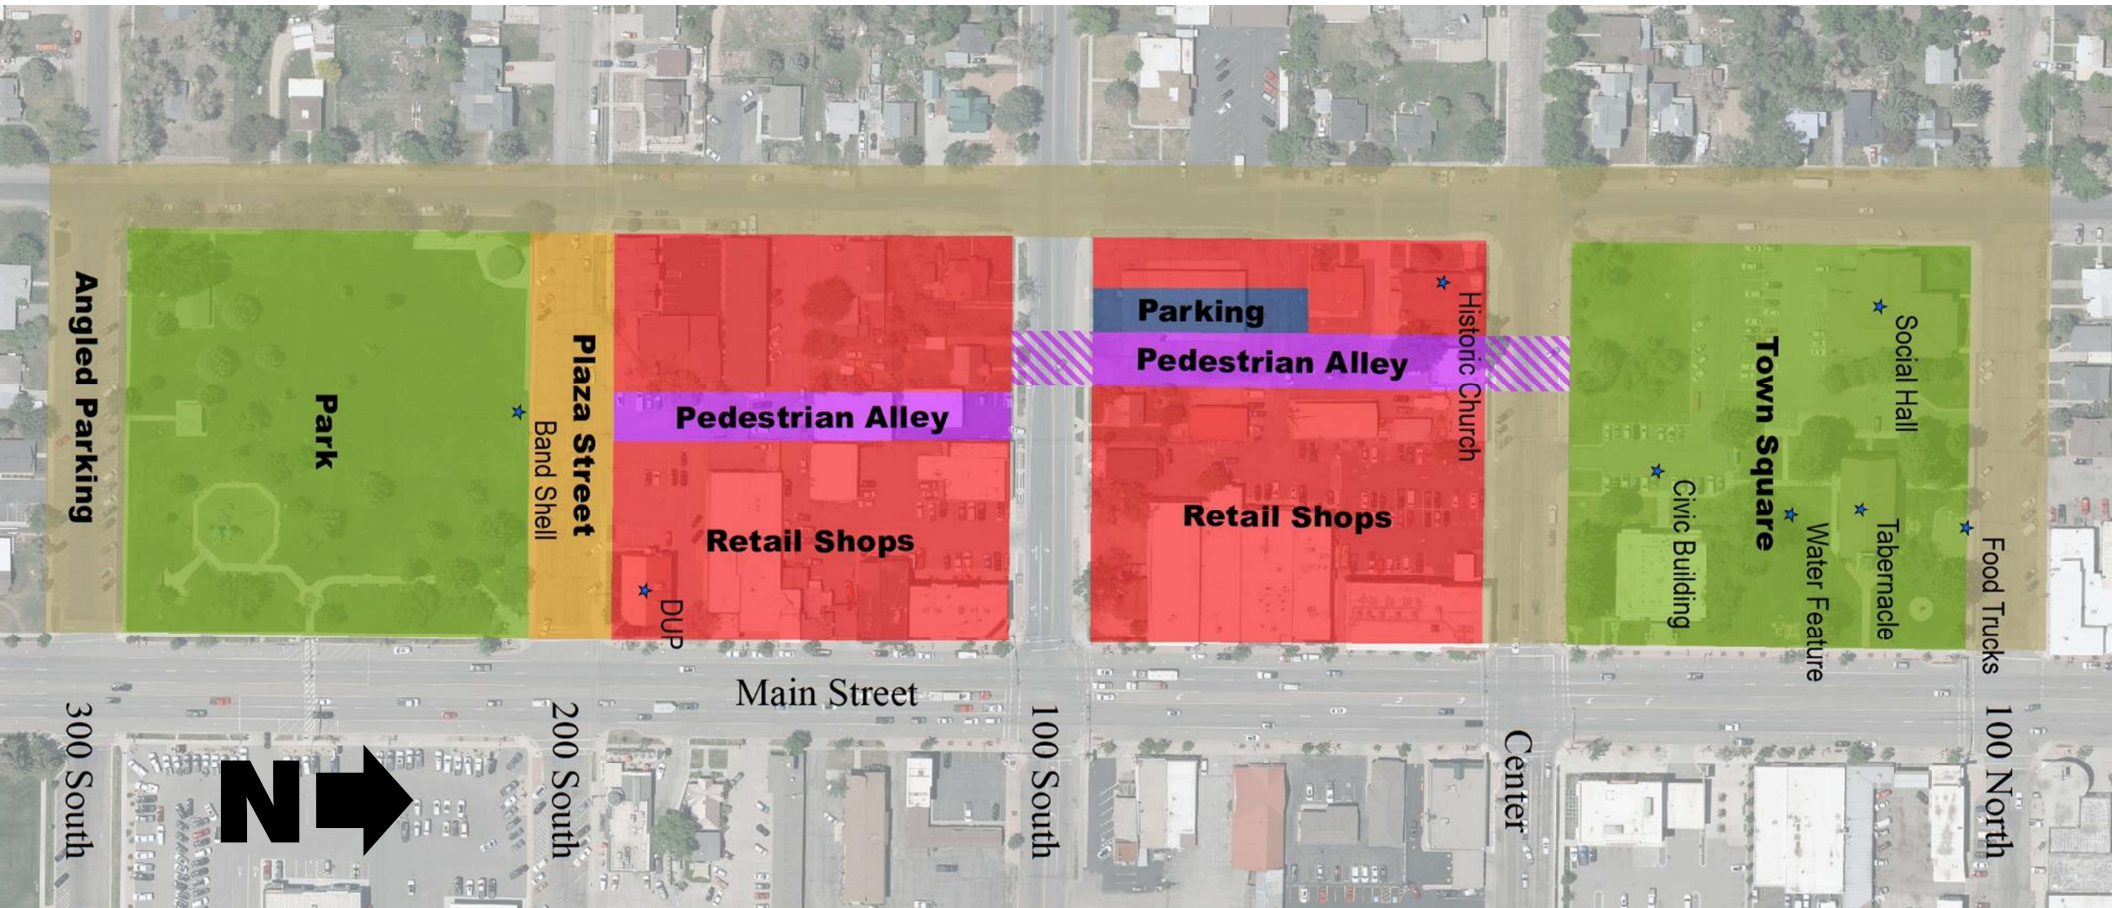 Angled Parking
Park
Band Shell
Plaza Street
Pedestrian Alley
Retail Shops
DUP
Parking
Pedestrian Alley
Historic Church
Retail Shops
Town Square
Social Hall
Civic Building
Water Feature
Tabernacle
Food Trucks
Main Street
300 South
200 South
100 South
Center
100 North
N